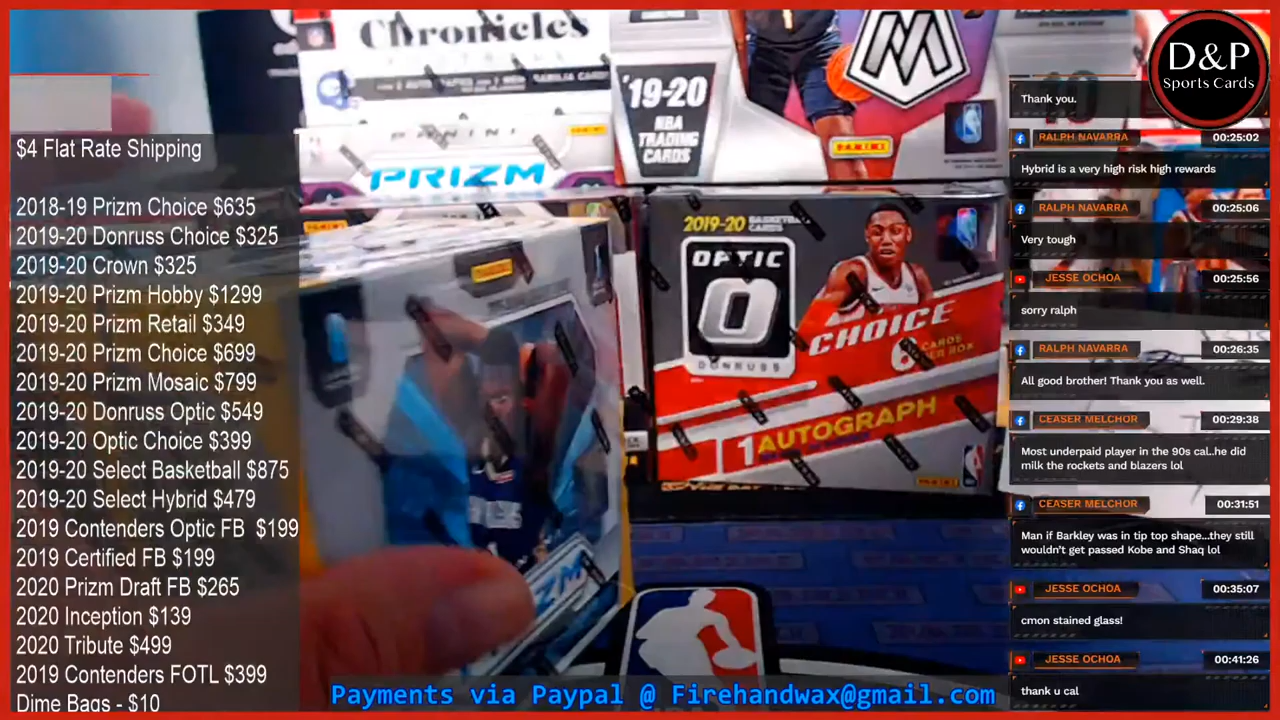 $4 Flat Rate Shipping
2018-19 Prizm Choice $635
2019-20 Donruss Choice $325
2019-20 Crown $325
2019-20 Prizm Hobby $1299
2019-20 Prizm Retail $349
2019-20 Prizm Choice $699
2019-20 Prizm Mosaic $799
2019-20 Donruss Optic $549
2019-20 Optic Choice $399
2019-20 Select Basketball $875
2019-20 Select Hybrid $479
2019 Contenders Optic FB $199
2019 Certified FB $199
2020 Prizm Draft FB $265
2020 Inception $139
2020 Tribute $499
2019 Contenders FOTL $399
Dime Bags - $10
Chronicles
PANINI
PRIZM
'19-20
NBA
TRADING
CARDS
PANINI
2019-20 BASKETBALL
CARDS
OPTIC
DONRUSS
CHOICE
6 CARDS
PER BOX
1 AUTOGRAPH
PANINI
Payments via Paypal @ Firehandwax@gmail.com
D&P
Sports Cards
Thank you.
RALPH NAVARRA 00:25:02
Hybrid is a very high risk high rewards
RALPH NAVARRA 00:25:06
Very tough
JESSE OCHOA 00:25:56
sorry ralph
RALPH NAVARRA 00:26:35
All good brother! Thank you as well.
CEASER MELCHOR 00:29:38
Most underpaid player in the 90s cal..he did
milk the rockets and blazers lol
CEASER MELCHOR 00:31:51
Man if Barkley was in tip top shape...they still
wouldn't get passed Kobe and Shaq lol
JESSE OCHOA 00:35:07
cmon stained glass!
JESSE OCHOA 00:41:26
thank u cal